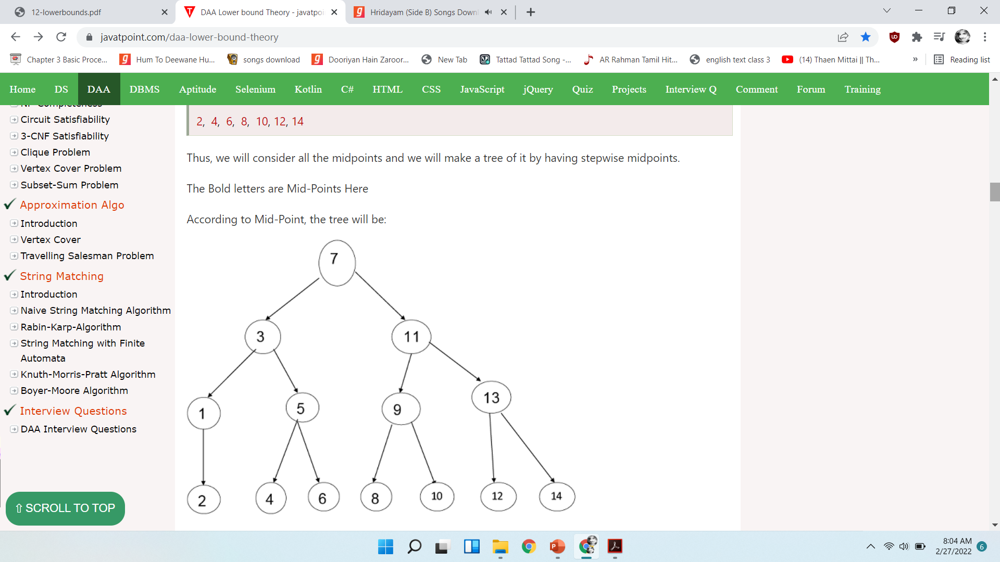 12-lowerbounds.pdf
DAA Lower bound Theory - javatpoi
Hridayam (Side B) Songs Downl
javatpoint.com/daa-lower-bound-theory
Chapter 3 Basic Proce...
Hum To Deewane Hu...
songs download
Dooriyan Hain Zaroor...
New Tab
Tattad Tattad Song -...
AR Rahman Tamil Hit...
english text class 3
(14) Thaen Mittai || Th...
»
Reading list
Home DS DAA DBMS Aptitude Selenium Kotlin C# HTML CSS JavaScript jQuery Quiz Projects Interview Q Comment Forum Training
NP Completeness
Circuit Satisfiability
3-CNF Satisfiability
Clique Problem
Vertex Cover Problem
Subset-Sum Problem
Approximation Algo
Introduction
Vertex Cover
Travelling Salesman Problem
String Matching
Introduction
Naive String Matching Algorithm
Rabin-Karp-Algorithm
String Matching with Finite
Automata
Knuth-Morris-Pratt Algorithm
Boyer-Moore Algorithm
Interview Questions
DAA Interview Questions
⇧ SCROLL TO TOP
2, 4, 6, 8, 10, 12, 14
Thus, we will consider all the midpoints and we will make a tree of it by having stepwise midpoints.
The Bold letters are Mid-Points Here
According to Mid-Point, the tree will be:
7
3 11
1 5 9 13
2 4 6 8 10 12 14
8:04 AM
2/27/2022
6